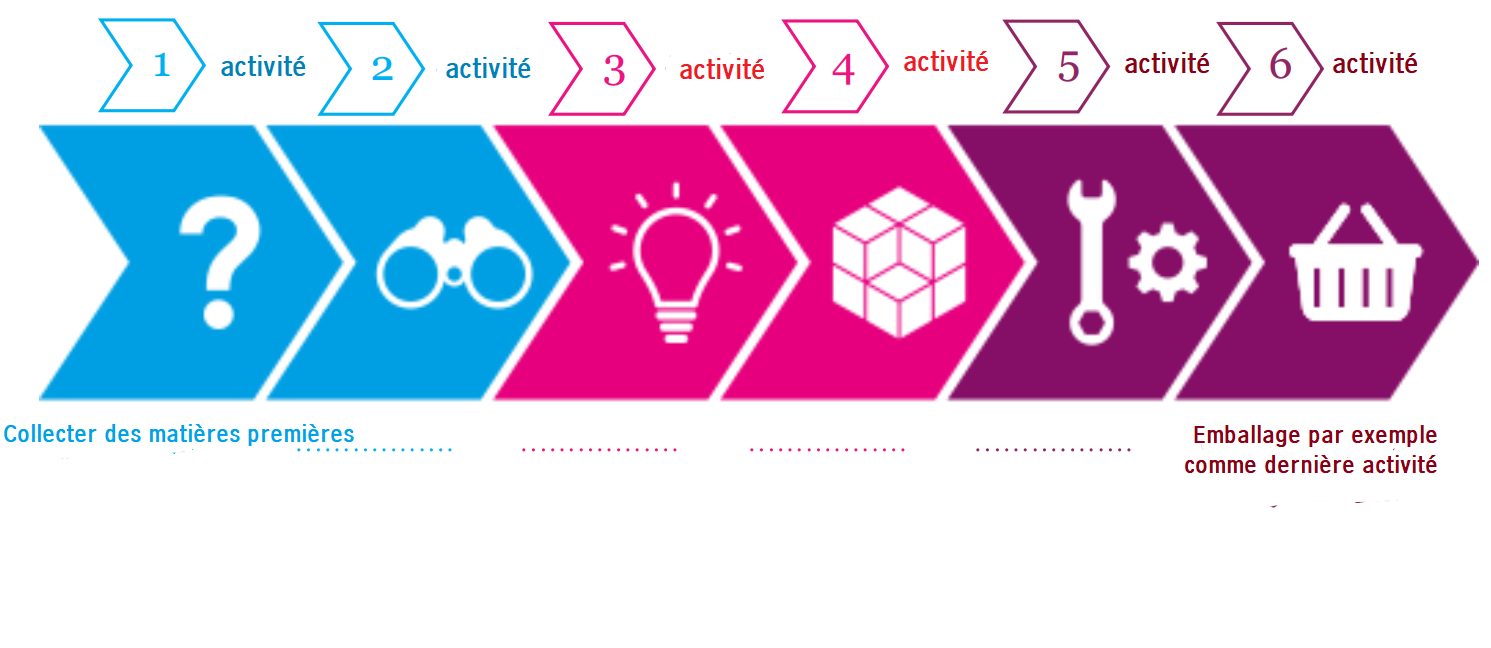 1 activité 2 activité 3 activité 4 activité 5 activité 6 activité
?
Collecter des matières premières
Emballage par exemple
comme dernière activité